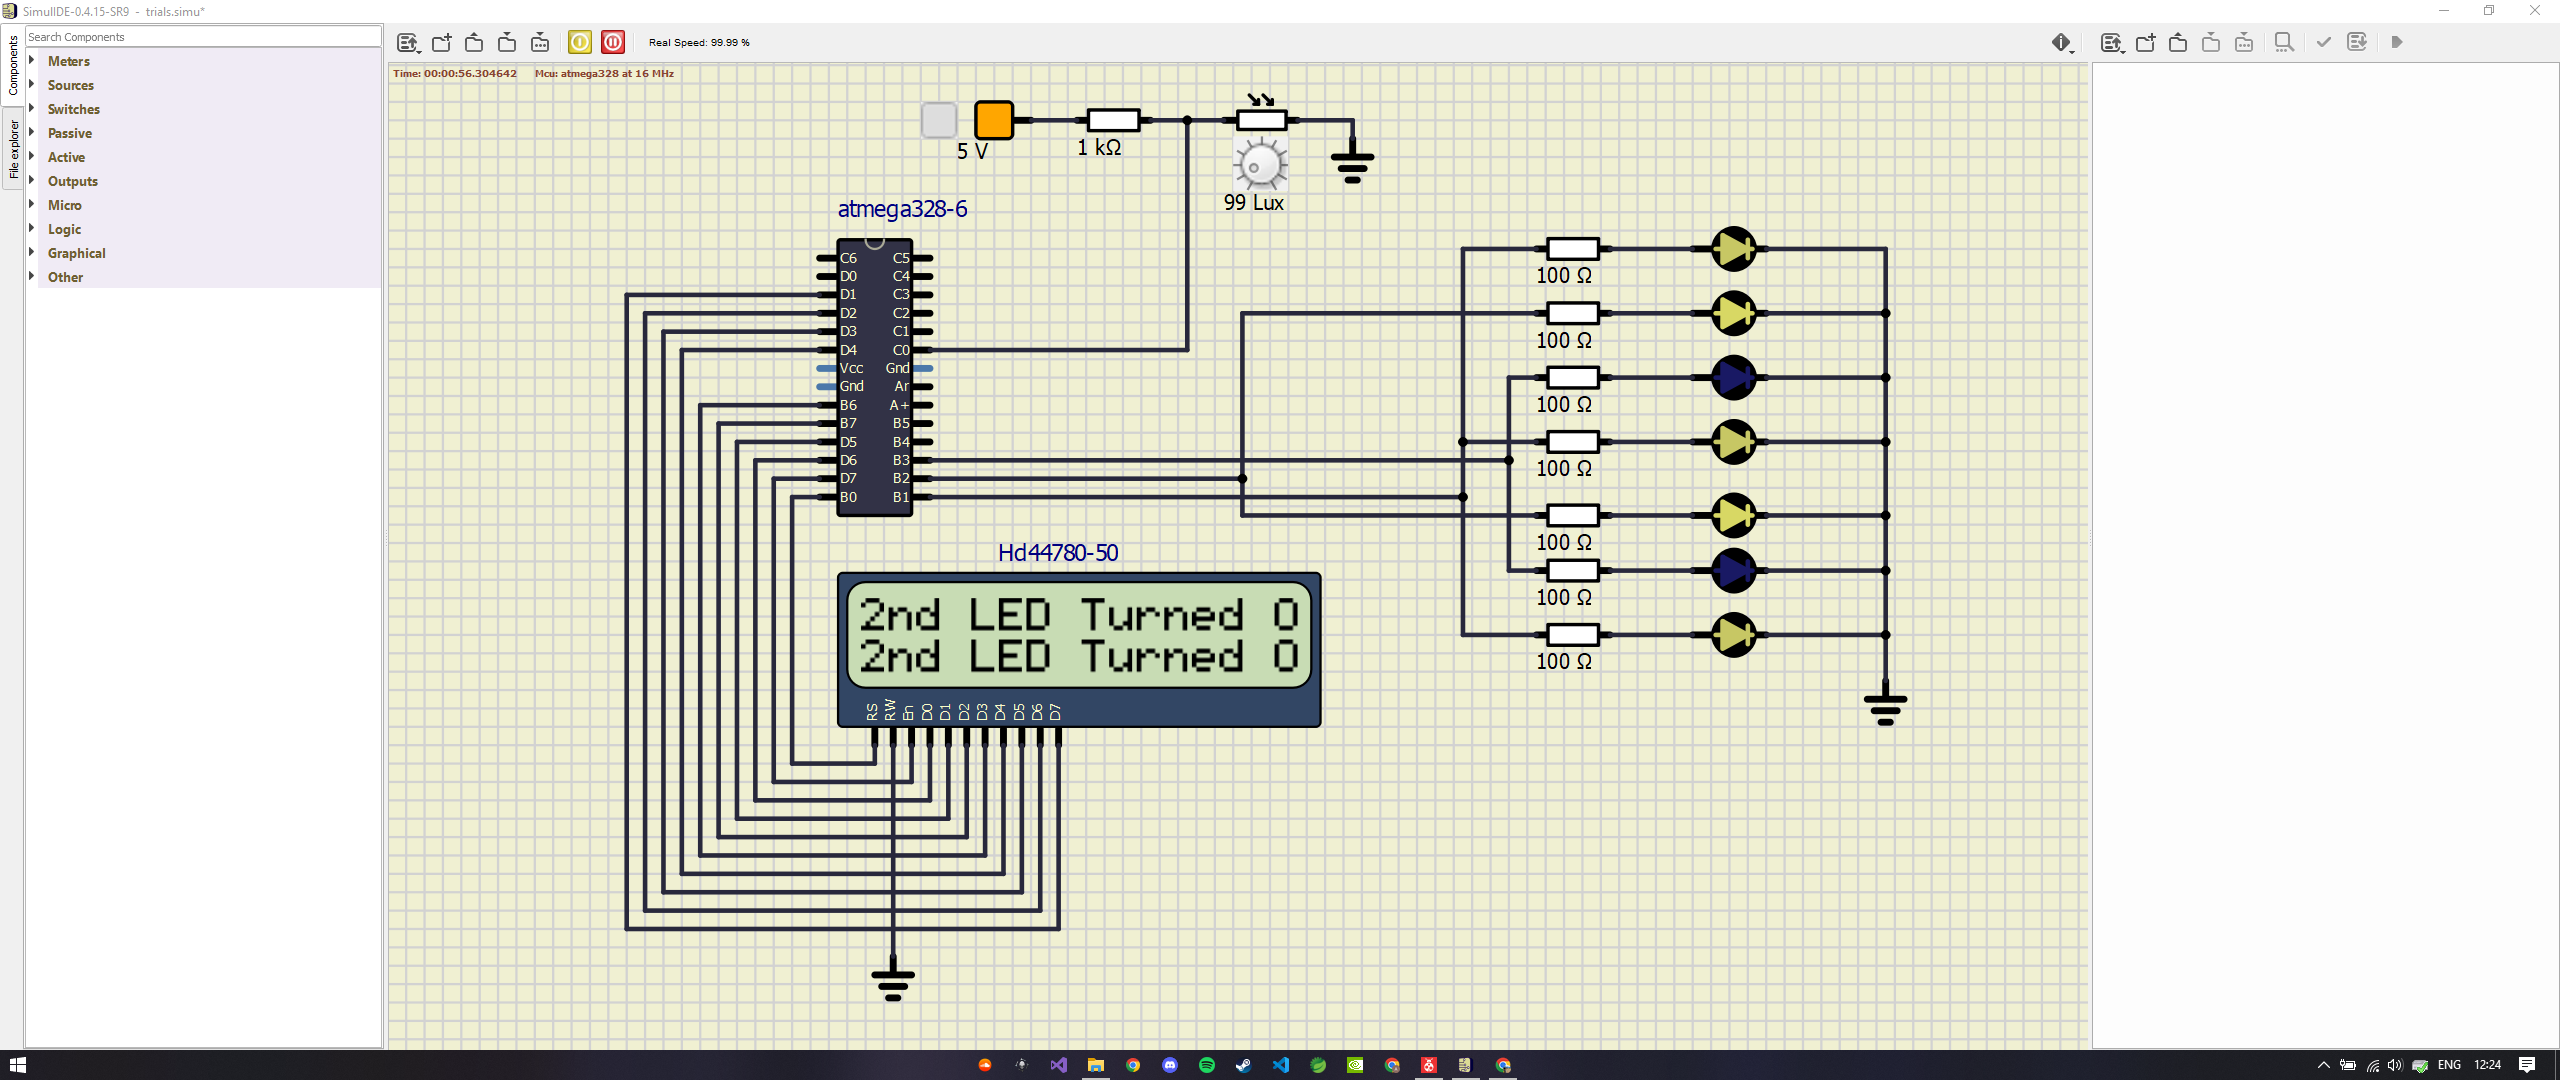 SimulIDE-0.4.15-SR9 - trials.simu*
Components
File explorer
Search Components
Meters
Sources
Switches
Passive
Active
Outputs
Micro
Logic
Graphical
Other
Real Speed: 99.99 %
Time: 00:00:56.304642 Mcu: atmega328 at 16 MHz
5 V
1 kΩ
99 Lux
atmega328-6
C6 C5
D0 C4
D1 C3
D2 C2
D3 C1
D4 C0
Vcc Gnd
Gnd Ar
B6 A+
B7 B5
D5 B4
D6 B3
D7 B2
B0 B1
100 Ω
100 Ω
100 Ω
100 Ω
100 Ω
100 Ω
100 Ω
Hd44780-50
2nd LED Turned O
2nd LED Turned O
RS RW En D0 D1 D2 D3 D4 D5 D6 D7
ENG 12:24